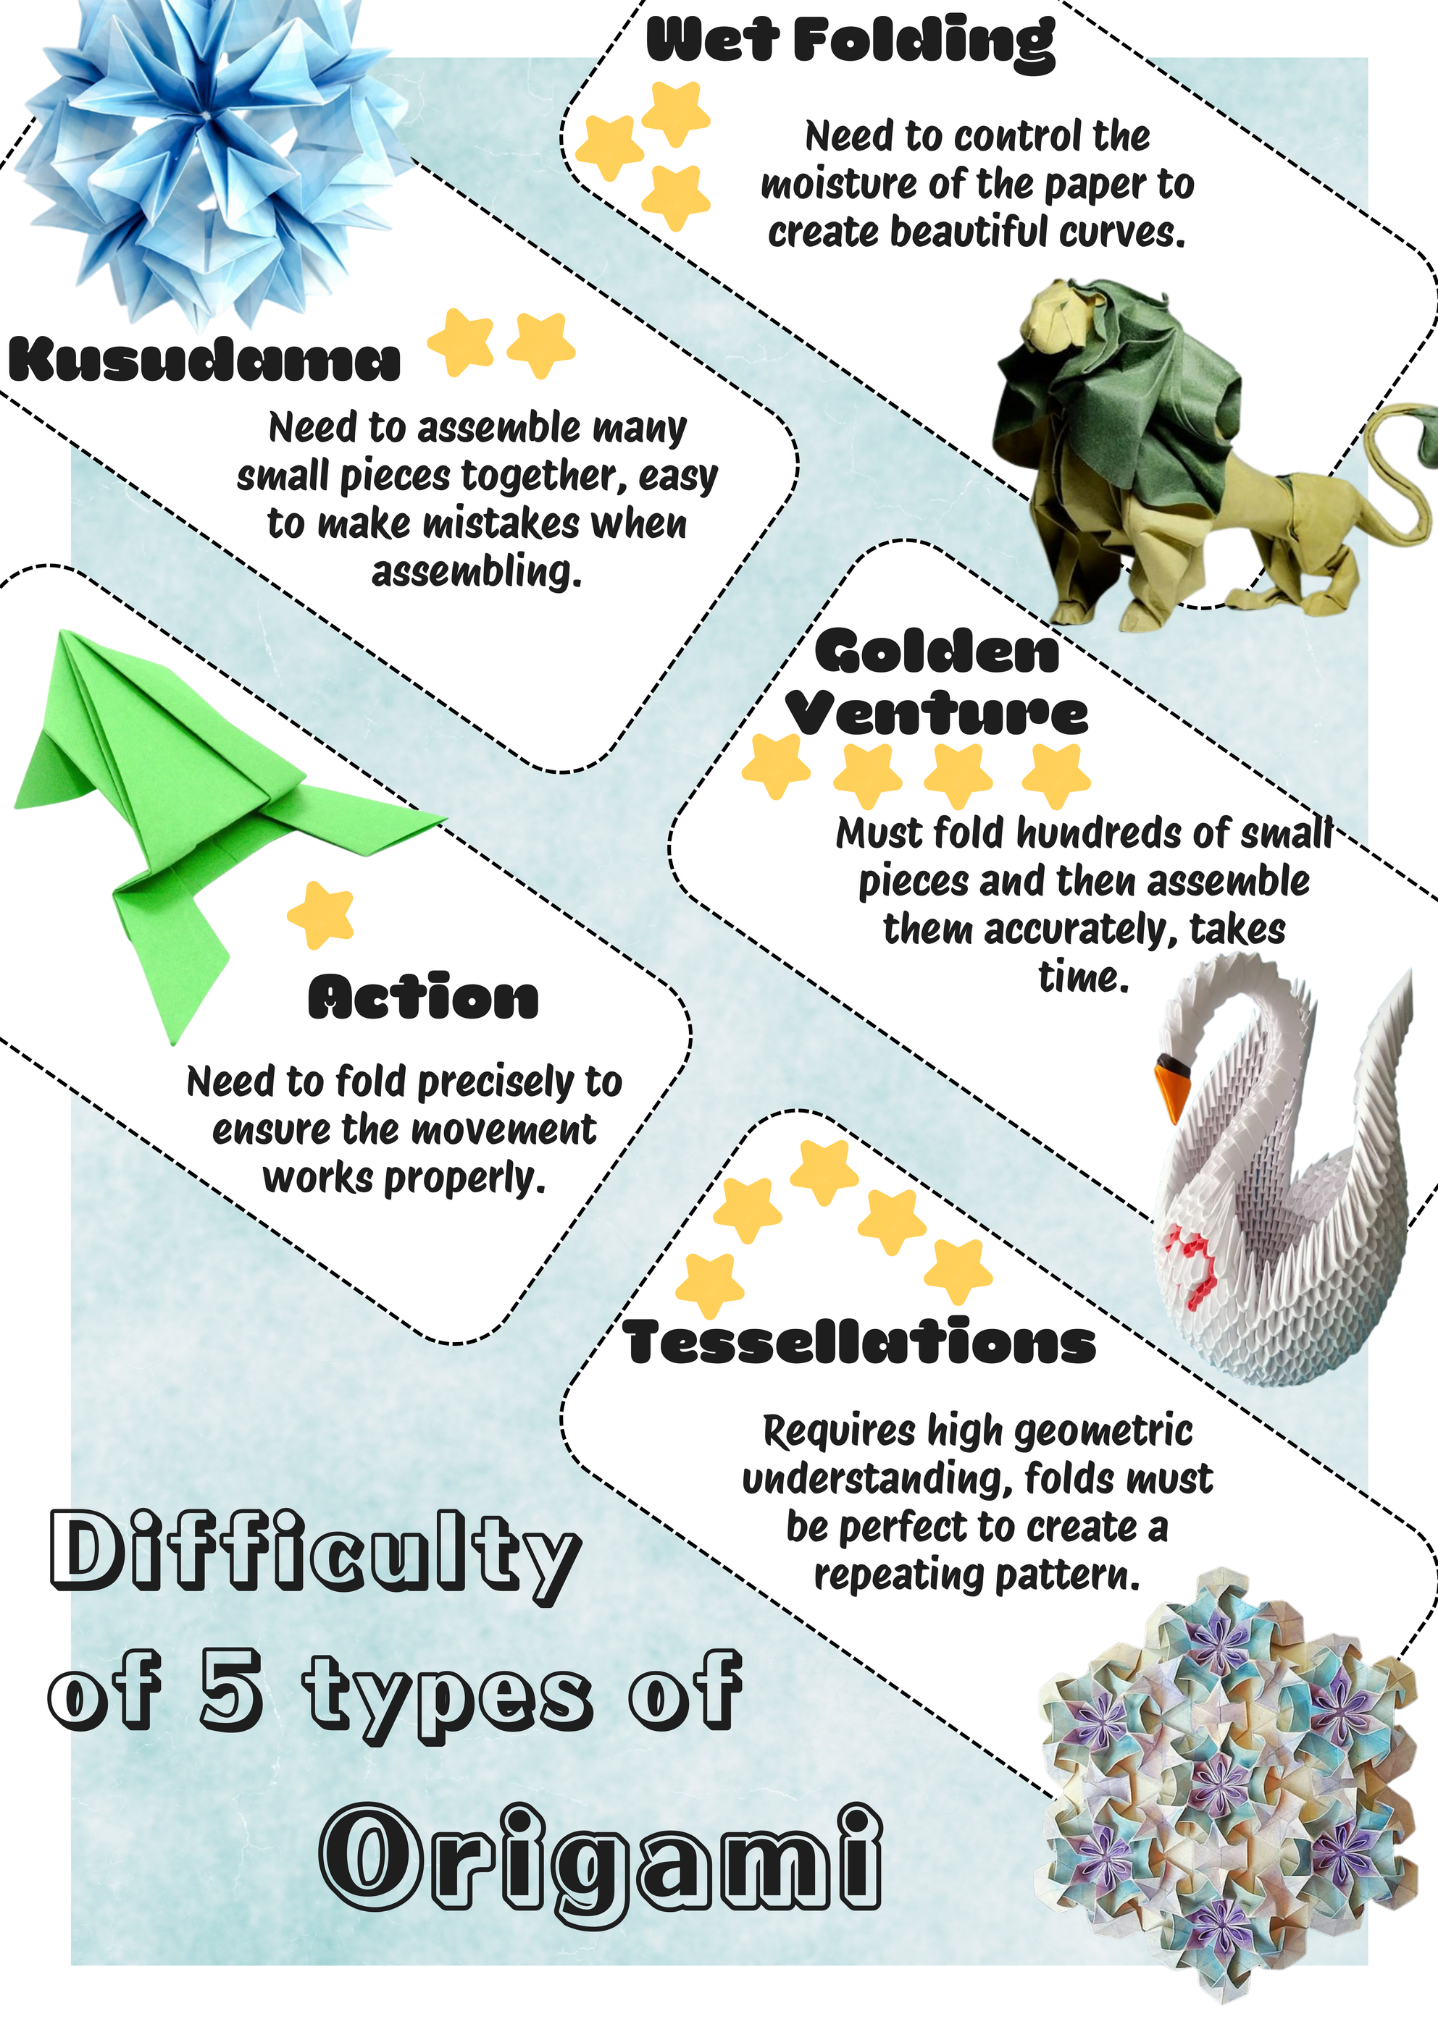 Wet Folding
Need to control the
moisture of the paper to
create beautiful curves.
Kusudama
Need to assemble many
small pieces together, easy
to make mistakes when
assembling.
Golden
Venture
Must fold hundreds of small
pieces and then assemble
them accurately, takes
time.
Action
Need to fold precisely to
ensure the movement
works properly.
Tessellations
Requires high geometric
understanding, folds must
be perfect to create a
repeating pattern.
Difficulty
of 5 types of
Origami